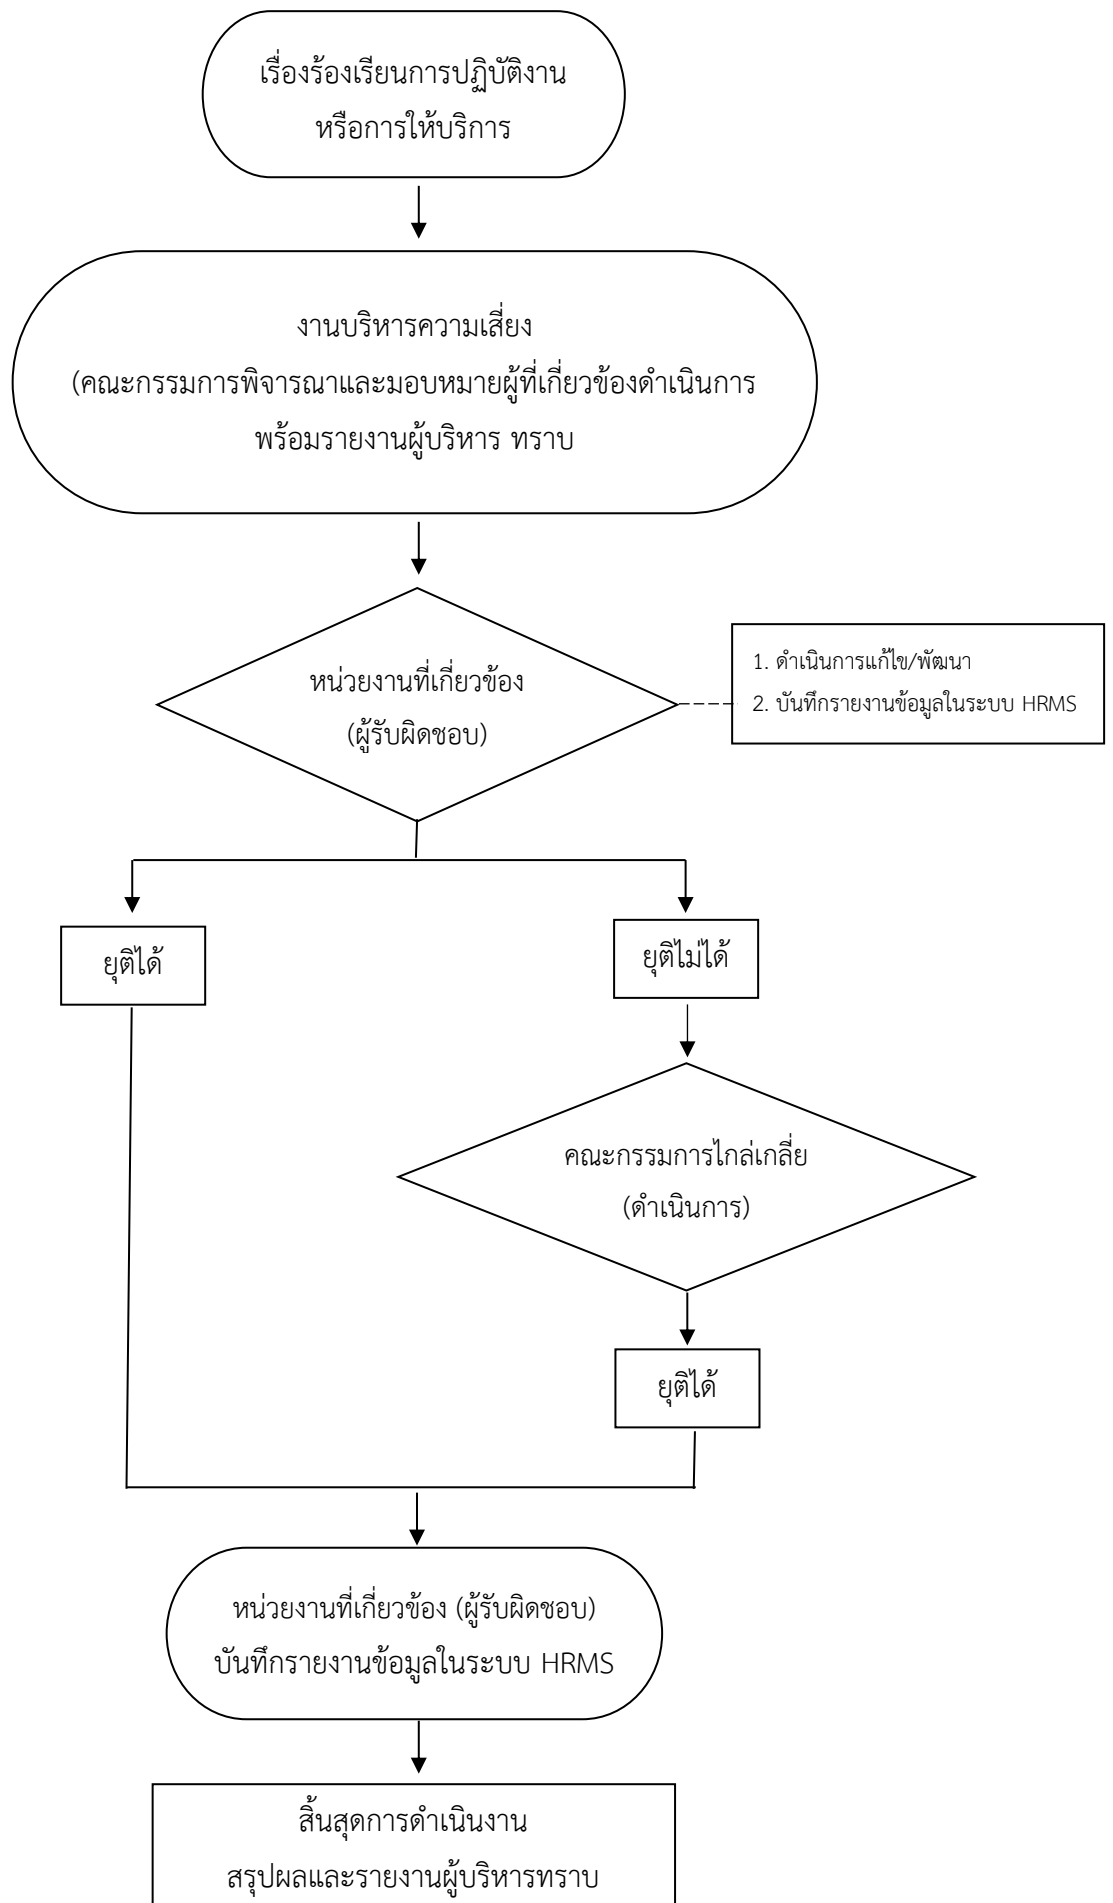 เรื่องร้องเรียนการปฏิบัติงาน
หรือการให้บริการ
งานบริหารความเสี่ยง
(คณะกรรมการพิจารณาและมอบหมายผู้ที่เกี่ยวข้องดำเนินการ
พร้อมรายงานผู้บริหาร ทราบ
หน่วยงานที่เกี่ยวข้อง
(ผู้รับผิดชอบ)
1. ดำเนินการแก้ไข/พัฒนา
2. บันทึกรายงานข้อมูลในระบบ HRMS
ยุติได้
ยุติไม่ได้
คณะกรรมการไกล่เกลี่ย
(ดำเนินการ)
ยุติได้
หน่วยงานที่เกี่ยวข้อง (ผู้รับผิดชอบ)
บันทึกรายงานข้อมูลในระบบ HRMS
สิ้นสุดการดำเนินงาน
สรุปผลและรายงานผู้บริหารทราบ